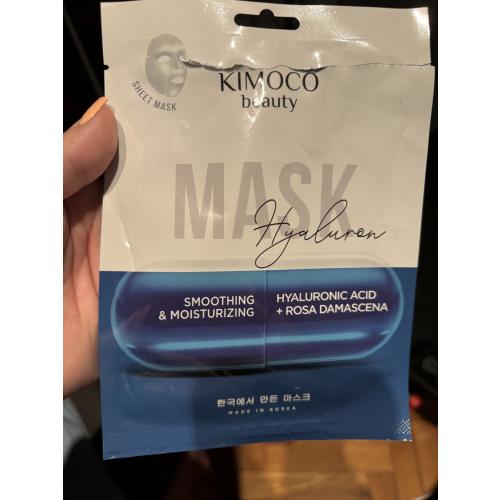 SHEET MASK
KIMOCO
beauty
MASK
Hyaluron
SMOOTHING
& MOISTURIZING
HYALURONIC ACID
+ ROSA DAMASCENA
한국에서 만든 마스크
MADE IN KOREA